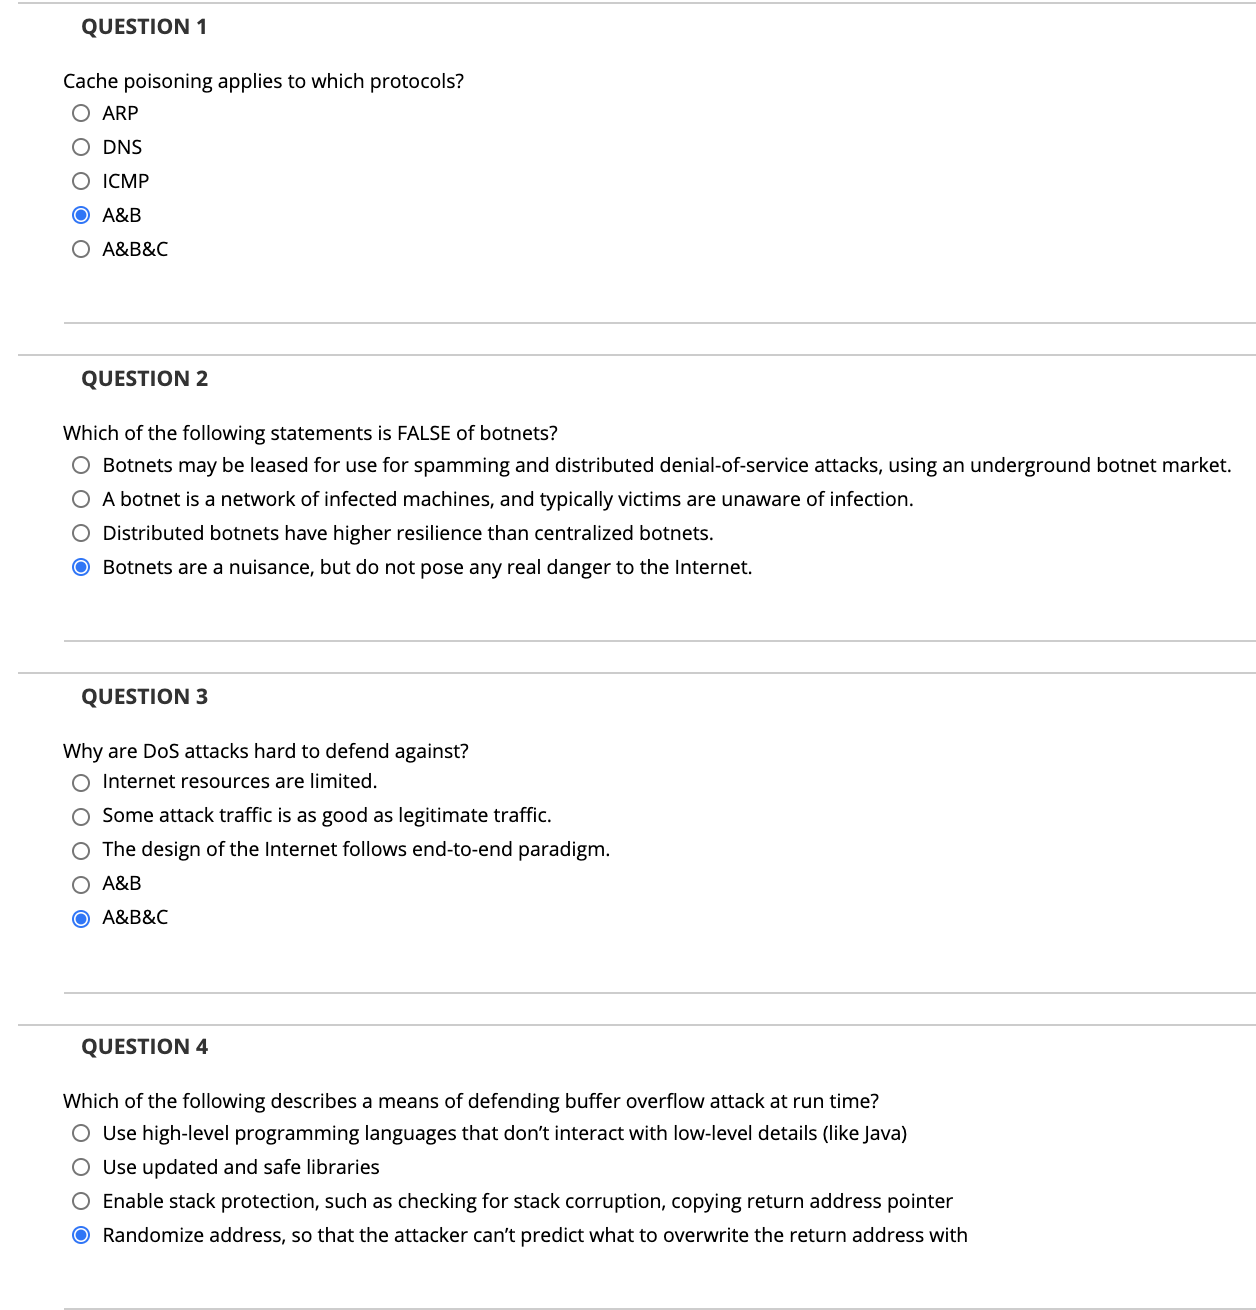 QUESTION 1
Cache poisoning applies to which protocols?
ARP
DNS
ICMP
A&B
A&B&C
QUESTION 2
Which of the following statements is FALSE of botnets?
Botnets may be leased for use for spamming and distributed denial-of-service attacks, using an underground botnet market.
A botnet is a network of infected machines, and typically victims are unaware of infection.
Distributed botnets have higher resilience than centralized botnets.
Botnets are a nuisance, but do not pose any real danger to the Internet.
QUESTION 3
Why are DoS attacks hard to defend against?
Internet resources are limited.
Some attack traffic is as good as legitimate traffic.
The design of the Internet follows end-to-end paradigm.
A&B
A&B&C
QUESTION 4
Which of the following describes a means of defending buffer overflow attack at run time?
Use high-level programming languages that don’t interact with low-level details (like Java)
Use updated and safe libraries
Enable stack protection, such as checking for stack corruption, copying return address pointer
Randomize address, so that the attacker can’t predict what to overwrite the return address with